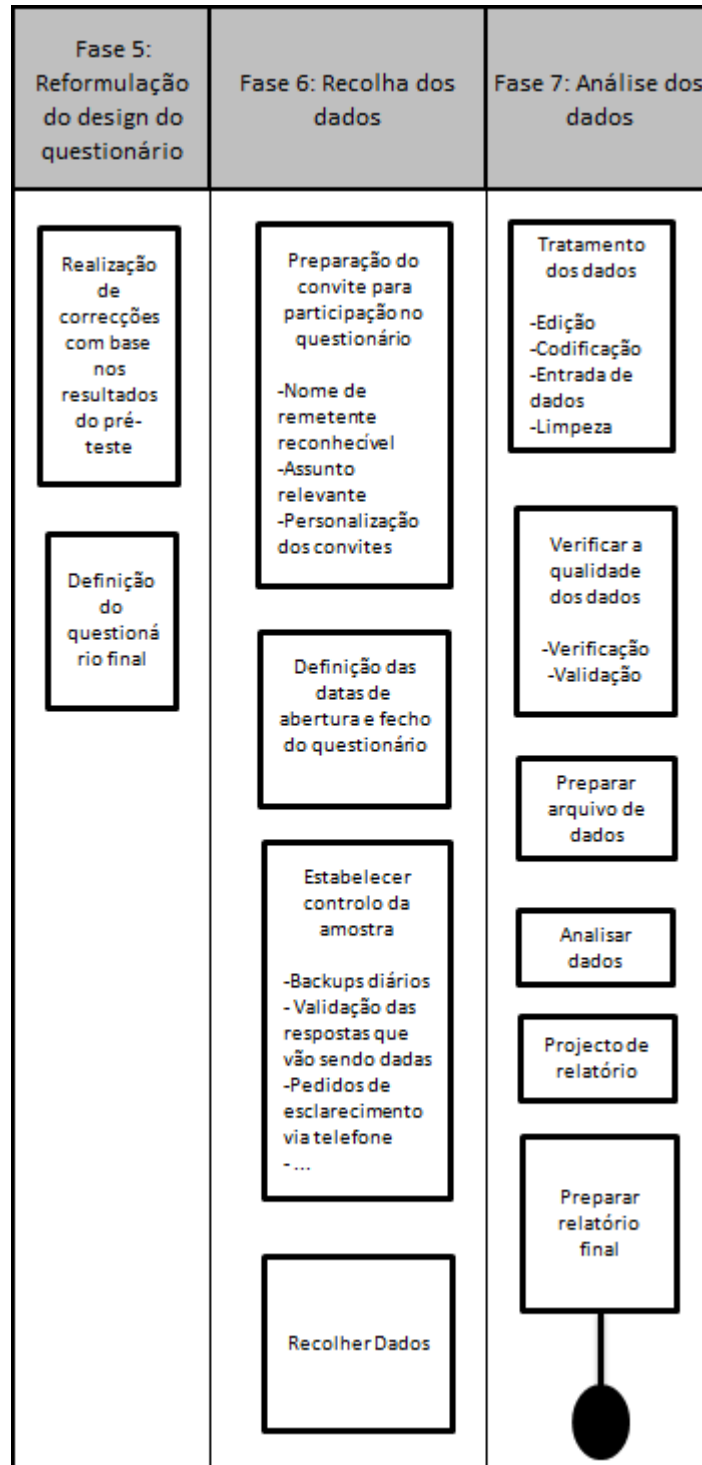 Fase 5:
Reformulação
do design do
questionário
Fase 6: Recolha dos
dados
Fase 7: Análise dos
dados
Realização
de
correcções
com base
nos
resultados
do pré-
teste
Definição
do
questioná
rio final
Preparação do
convite para
participação no
questionário
-Nome de
remetente
reconhecível
-Assunto
relevante
-Personalização
dos convites
Definição das
datas de
abertura e fecho
do questionário
Estabelecer
controlo da
amostra
-Backups diários
- Validação das
respostas que
vão sendo dadas
-Pedidos de
esclarecimento
via telefone
- ...
Recolher Dados
Tratamento
dos dados
-Edição
-Codificação
-Entrada de
dados
-Limpeza
Verificar a
qualidade
dos dados
-Verificação
-Validação
Preparar
arquivo de
dados
Analisar
dados
Projecto de
relatório
Preparar
relatório
final